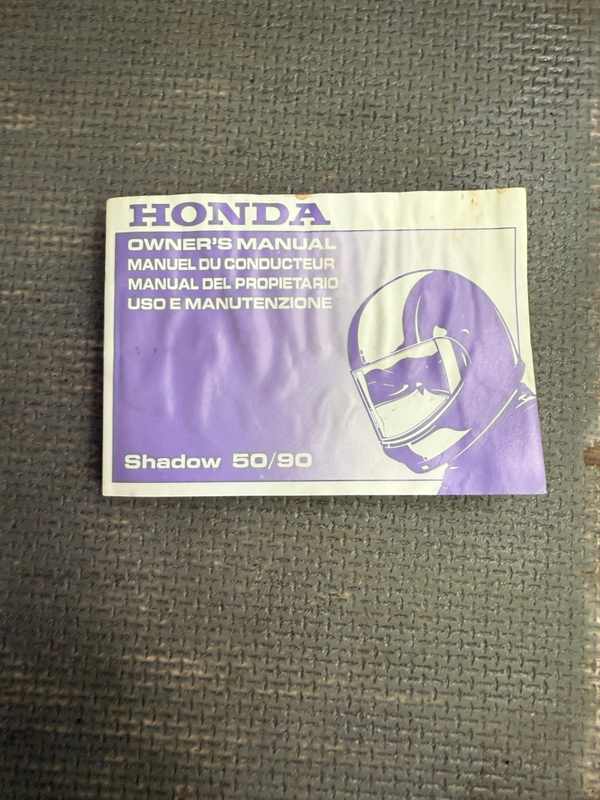 HONDA
OWNER'S MANUAL
MANUEL DU CONDUCTEUR
MANUAL DEL PROPIETARIO
USO E MANUTENZIONE
Shadow 50/90